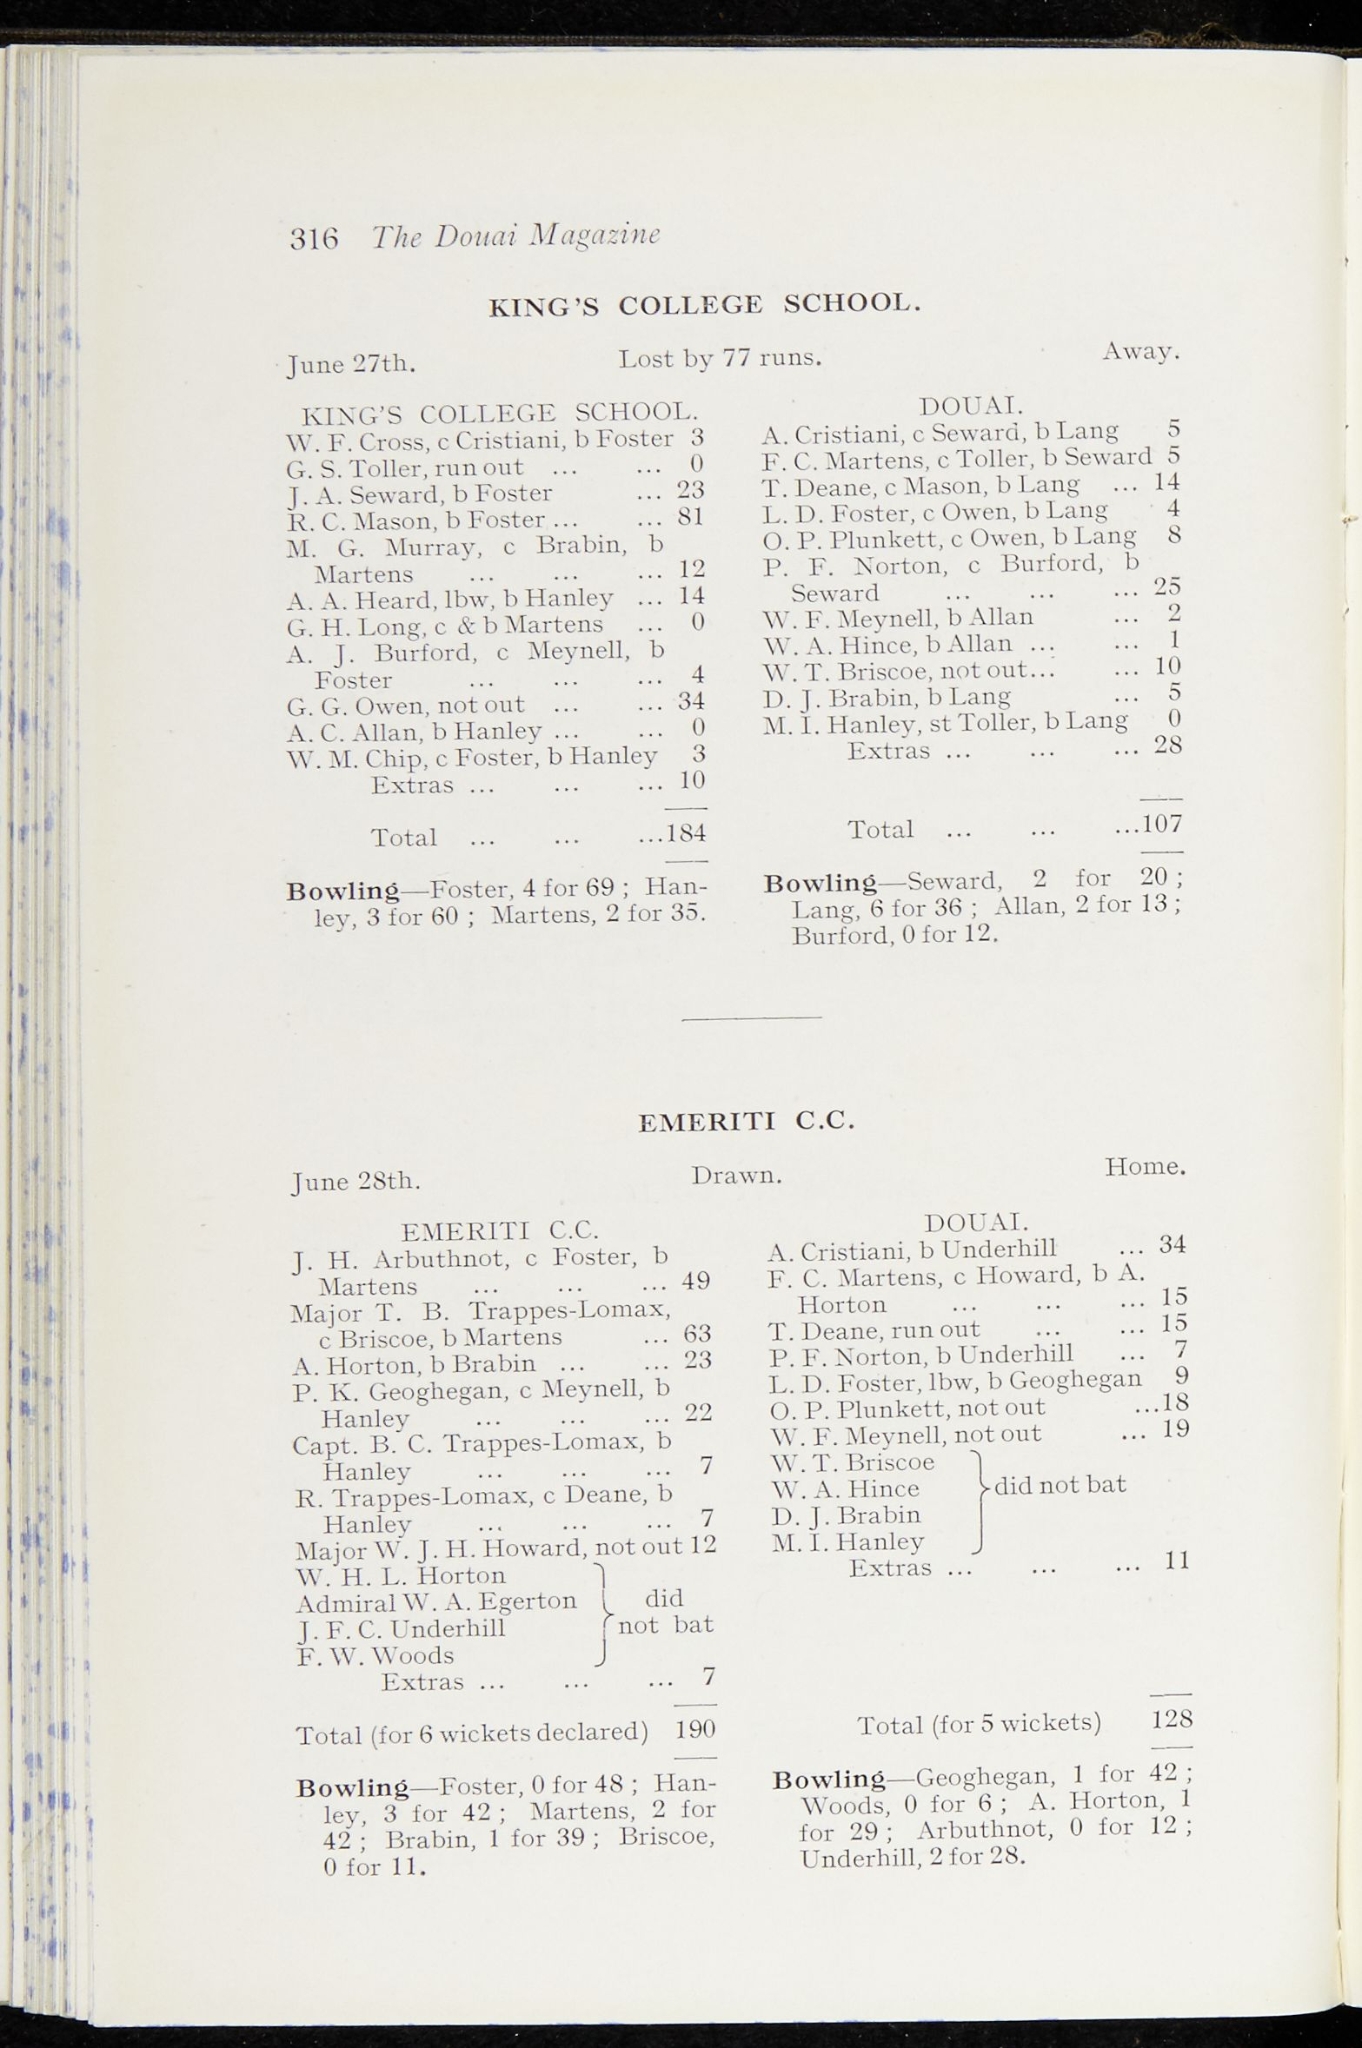 316 The Douai Magazine
KING'S COLLEGE SCHOOL.
June 27th. Lost by 77 runs. Away.
KING'S COLLEGE SCHOOL.
W. F. Cross, c Cristiani, b Foster 3
G. S. Toller, run out ... ... 0
J. A. Seward, b Foster ... 23
R. C. Mason, b Foster ... ... 81
M. G. Murray, c Brabin, b
Martens ... ... ... 12
A. A. Heard, lbw, b Hanley ... 14
G. H. Long, c & b Martens ... 0
A. J. Burford, c Meynell, b
Foster ... ... ... 4
G. G. Owen, not out ... ... 34
A. C. Allan, b Hanley ... ... 0
W. M. Chip, c Foster, b Hanley 3
Extras ... ... ... 10
Total ... ... ...184
Bowling—Foster, 4 for 69 ; Han-
ley, 3 for 60 ; Martens, 2 for 35.
DOUAI.
A. Cristiani, c Seward, b Lang 5
F. C. Martens, c Toller, b Seward 5
T. Deane, c Mason, b Lang ... 14
L. D. Foster, c Owen, b Lang 4
O. P. Plunkett, c Owen, b Lang 8
P. F. Norton, c Burford, b
Seward ... ... ... 25
W. F. Meynell, b Allan ... 2
W. A. Hince, b Allan ... ... 1
W. T. Briscoe, not out... ... 10
D. J. Brabin, b Lang ... 5
M. I. Hanley, st Toller, b Lang 0
Extras ... ... ... 28
Total ... ... ...107
Bowling—Seward, 2 for 20 ;
Lang, 6 for 36 ; Allan, 2 for 13 ;
Burford, 0 for 12.
EMERITI C.C.
June 28th. Drawn. Home.
EMERITI C.C.
J. H. Arbuthnot, c Foster, b
Martens ... ... ... 49
Major T. B. Trappes-Lomax,
c Briscoe, b Martens ... 63
A. Horton, b Brabin ... ... 23
P. K. Geoghegan, c Meynell, b
Hanley ... ... ... 22
Capt. B. C. Trappes-Lomax, b
Hanley ... ... ... 7
R. Trappes-Lomax, c Deane, b
Hanley ... ... ... 7
Major W. J. H. Howard, not out 12
W. H. L. Horton
Admiral W. A. Egerton did
J. F. C. Underhill not bat
F. W. Woods
Extras ... ... ... 7
Total (for 6 wickets declared) 190
Bowling—Foster, 0 for 48 ; Han-
ley, 3 for 42 ; Martens, 2 for
42 ; Brabin, 1 for 39 ; Briscoe,
0 for 11.
DOUAI.
A. Cristiani, b Underhill ... 34
F. C. Martens, c Howard, b A.
Horton ... ... ... 15
T. Deane, run out ... ... 15
P. F. Norton, b Underhill ... 7
L. D. Foster, lbw, b Geoghegan 9
O. P. Plunkett, not out ...18
W. F. Meynell, not out ... 19
W. T. Briscoe
W. A. Hince did not bat
D. J. Brabin
M. I. Hanley
Extras ... ... ... 11
Total (for 5 wickets) 128
Bowling—Geoghegan, 1 for 42 ;
Woods, 0 for 6 ; A. Horton, 1
for 29 ; Arbuthnot, 0 for 12 ;
Underhill, 2 for 28.